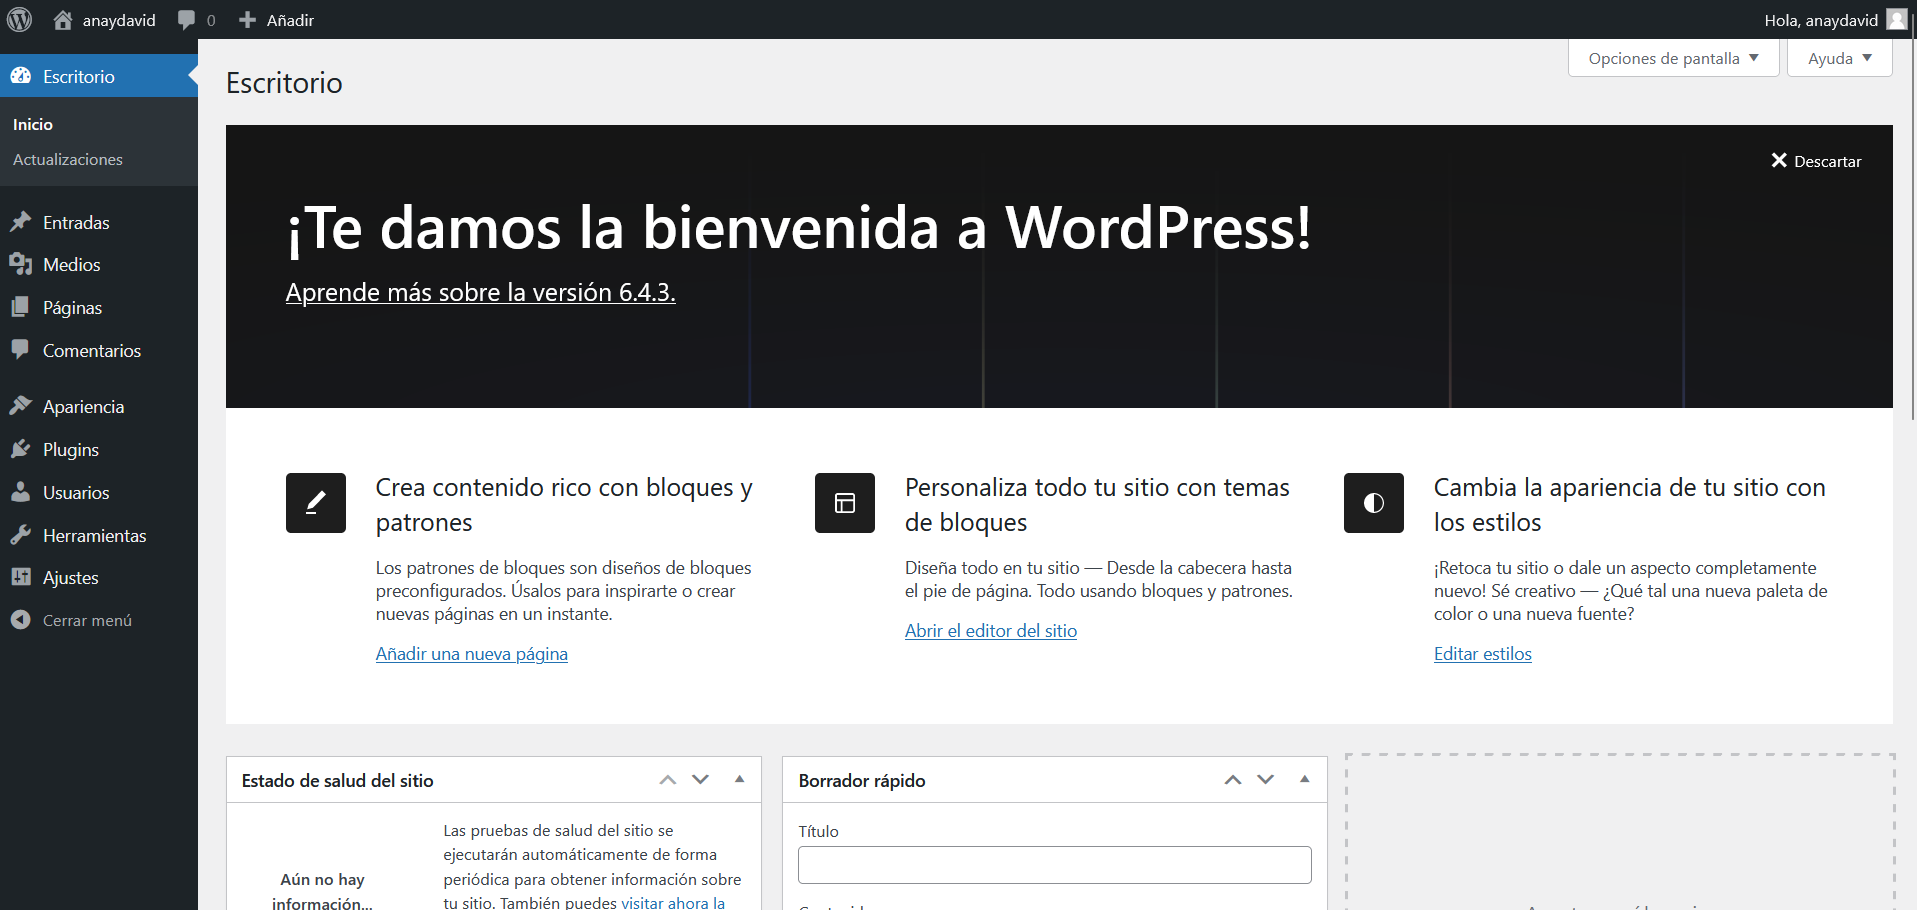 anaydavid
0
Añadir
Hola, anaydavid
Escritorio
Inicio
Actualizaciones
Entradas
Medios
Páginas
Comentarios
Apariencia
Plugins
Usuarios
Herramientas
Ajustes
Cerrar menú
Opciones de pantalla
Ayuda
Escritorio
Descartar
¡Te damos la bienvenida a WordPress!
Aprende más sobre la versión 6.4.3.
Crea contenido rico con bloques y
patrones
Los patrones de bloques son diseños de bloques
preconfigurados. Úsalos para inspirarte o crear
nuevas páginas en un instante.
Añadir una nueva página
Personaliza todo tu sitio con temas
de bloques
Diseña todo en tu sitio — Desde la cabecera hasta
el pie de página. Todo usando bloques y patrones.
Abrir el editor del sitio
Cambia la apariencia de tu sitio con
los estilos
¡Retoca tu sitio o dale un aspecto completamente
nuevo! Sé creativo — ¿Qué tal una nueva paleta de
color o una nueva fuente?
Editar estilos
Estado de salud del sitio
Aún no hay
información...
Las pruebas de salud del sitio se
ejecutarán automáticamente de forma
periódica para obtener información sobre
tu sitio. También puedes visitar ahora la
Borrador rápido
Título